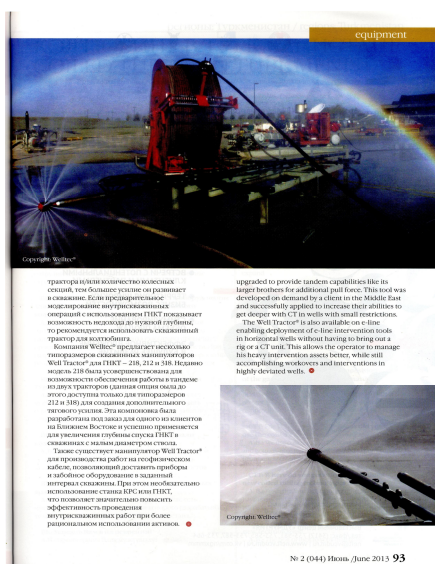 equipment
Copyright: Welltec®
трактора и/или количество колесных
секций, тем большее усилие он развивает
в скважине. Если предварительное
моделирование внутрискважинных
операций с использованием ГНКТ показывает
возможность недохода до нужной глубины,
то рекомендуется использовать скважинный
трактор для колтюбинга.
Компания Welltec® предлагает несколько
типоразмеров скважинных манипуляторов
Well Tractor® для ГНКТ – 218, 212 и 318. Недавно
модель 218 была усовершенствована для
возможности обеспечения работы в тандеме
из двух тракторов (данная опция была до
этого доступна только для типоразмеров
212 и 318) для создания дополнительного
тягового усилия. Эта компоновка была
разработана под заказ для одного из клиентов
на Ближнем Востоке и успешно применяется
для увеличения глубины спуска ГНКТ в
скважинах с малым диаметром ствола.
Также существует манипулятор Well Tractor®
для производства работ на геофизическом
кабеле, позволяющий доставить приборы
и забойное оборудование в заданный
интервал скважины. При этом необязательно
использование станка КРС или ГНКТ,
что позволяет значительно повысить
эффективность проведения
внутрискважинных работ при более
рациональном использовании активов.
upgraded to provide tandem capabilities like its
larger brothers for additional pull force. This tool was
developed on demand by a client in the Middle East
and successfully applied to increase their abilities to
get deeper with CT in wells with small restrictions.
The Well Tractor® is also available on e-line
enabling deployment of e-line intervention tools
in horizontal wells without having to bring out a
rig or a CT unit. This allows the operator to manage
his heavy intervention assets better, while still
accomplishing workovers and interventions in
highly deviated wells.
Copyright: Welltec®
№ 2 (044) Июнь /June 2013 93